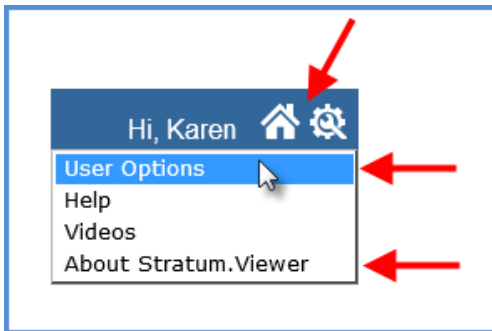 Hi, Karen
User Options
Help
Videos
About Stratum.Viewer